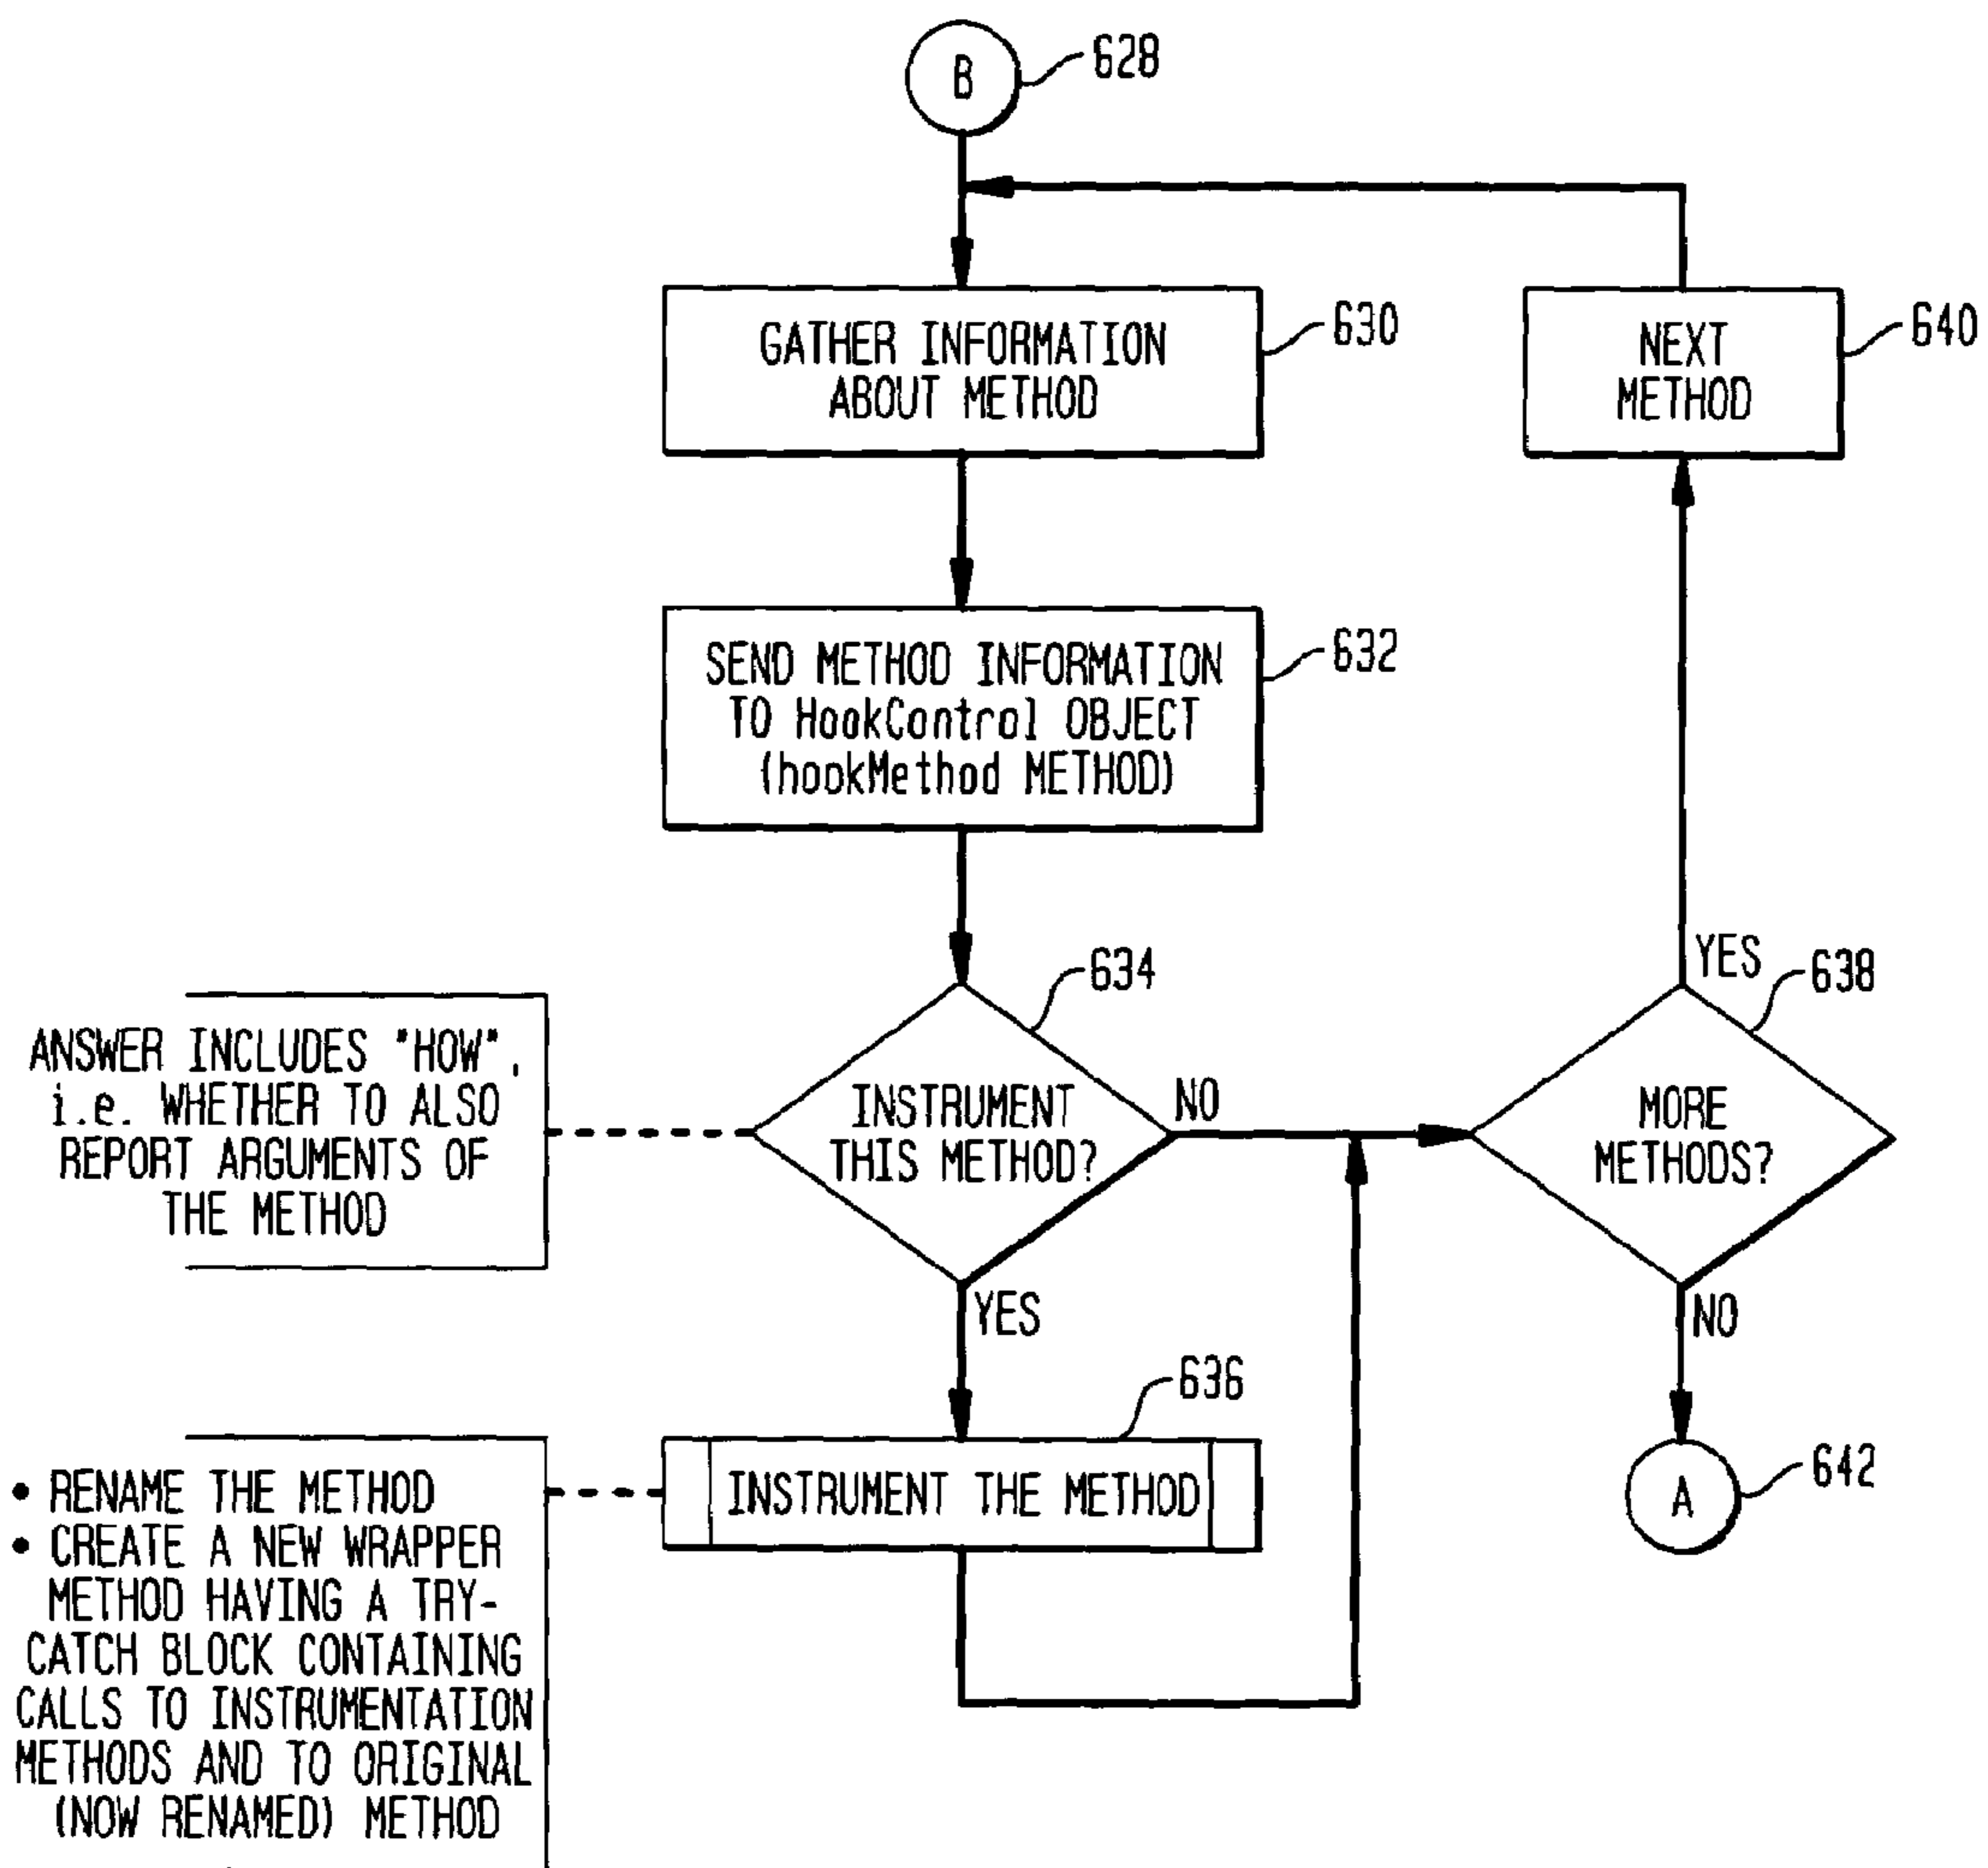 B
628
GATHER INFORMATION
ABOUT METHOD
630
NEXT
METHOD
640
SEND METHOD INFORMATION
TO HookControl OBJECT
(hookMethod METHOD)
632
634
YES
638
ANSWER INCLUDES "HOW",
i.e. WHETHER TO ALSO
REPORT ARGUMENTS OF
THE METHOD
INSTRUMENT
THIS METHOD?
NO
MORE
METHODS?
YES
NO
636
INSTRUMENT THE METHOD
A
642
• RENAME THE METHOD
• CREATE A NEW WRAPPER
METHOD HAVING A TRY-
CATCH BLOCK CONTAINING
CALLS TO INSTRUMENTATION
METHODS AND TO ORIGINAL
(NOW RENAMED) METHOD